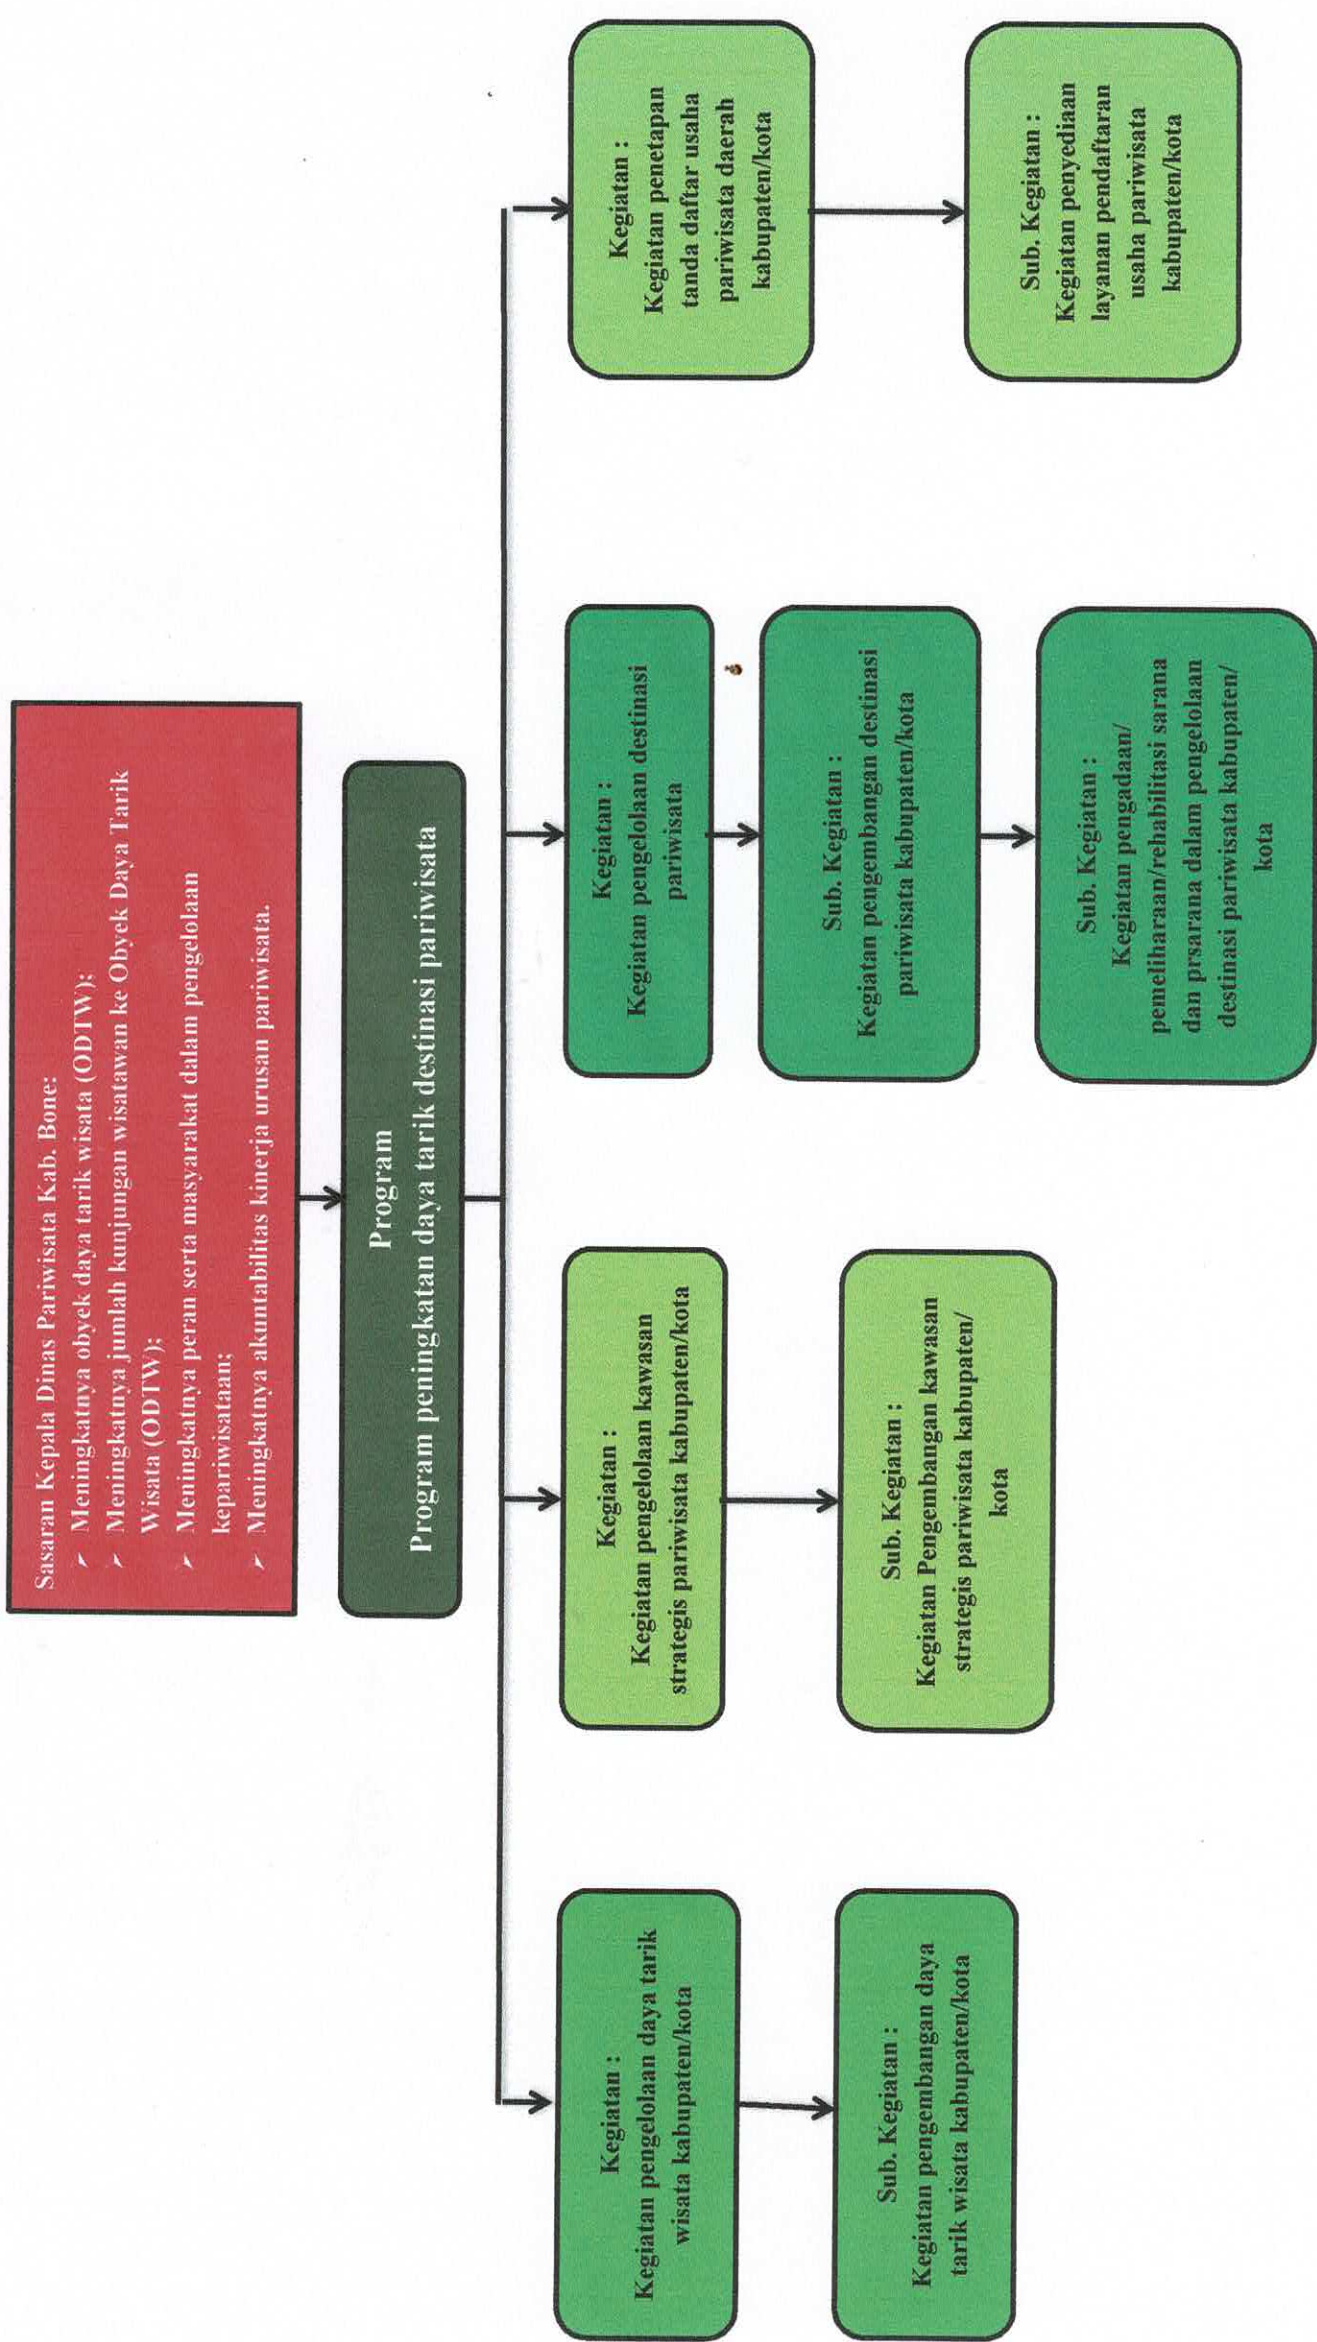 Sasaran Kepala Dinas Pariwisata Kab. Bone:
➢ Meningkatnya obyek daya tarik wisata (ODTW);
➢ Meningkatnya jumlah kunjungan wisatawan ke Obyek Daya Tarik
Wisata (ODTW);
➢ Meningkatnya peran serta masyarakat dalam pengelolaan
kepariwisataan;
➢ Meningkatnya akuntabilitas kinerja urusan pariwisata.
Program
Program peningkatan daya tarik destinasi pariwisata
Kegiatan :
Kegiatan pengelolaan daya tarik
wisata kabupaten/kota
Sub. Kegiatan :
Kegiatan pengembangan daya
tarik wisata kabupaten/kota
Kegiatan :
Kegiatan pengelolaan kawasan
strategis pariwisata kabupaten/kota
Sub. Kegiatan :
Kegiatan Pengembangan kawasan
strategis pariwisata kabupaten/
kota
Kegiatan :
Kegiatan pengelolaan destinasi
pariwisata
Sub. Kegiatan :
Kegiatan pengembangan destinasi
pariwisata kabupaten/kota
Sub. Kegiatan :
Kegiatan pengadaan/
pemeliharaan/rehabilitasi sarana
dan prsarana dalam pengelolaan
destinasi pariwisata kabupaten/
kota
Kegiatan :
Kegiatan penetapan
tanda daftar usaha
pariwisata daerah
kabupaten/kota
Sub. Kegiatan :
Kegiatan penyediaan
layanan pendaftaran
usaha pariwisata
kabupaten/kota